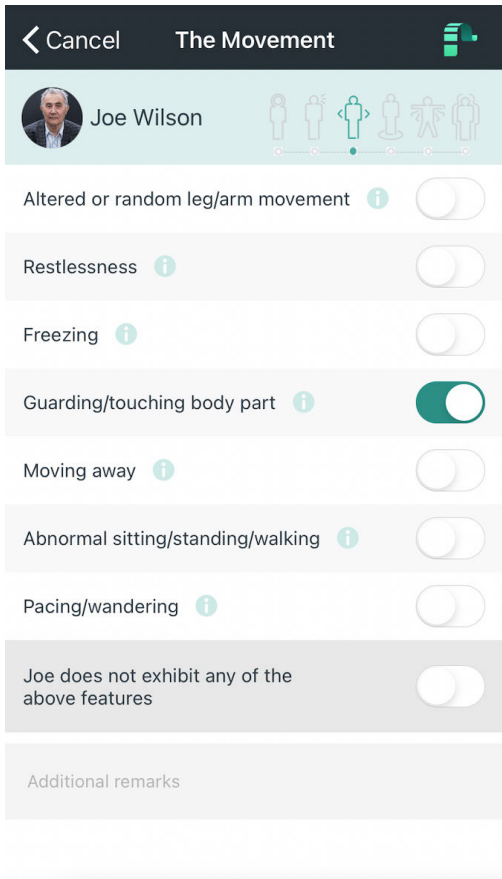 Cancel The Movement
Joe Wilson
Altered or random leg/arm movement
Restlessness
Freezing
Guarding/touching body part
Moving away
Abnormal sitting/standing/walking
Pacing/wandering
Joe does not exhibit any of the
above features
Additional remarks